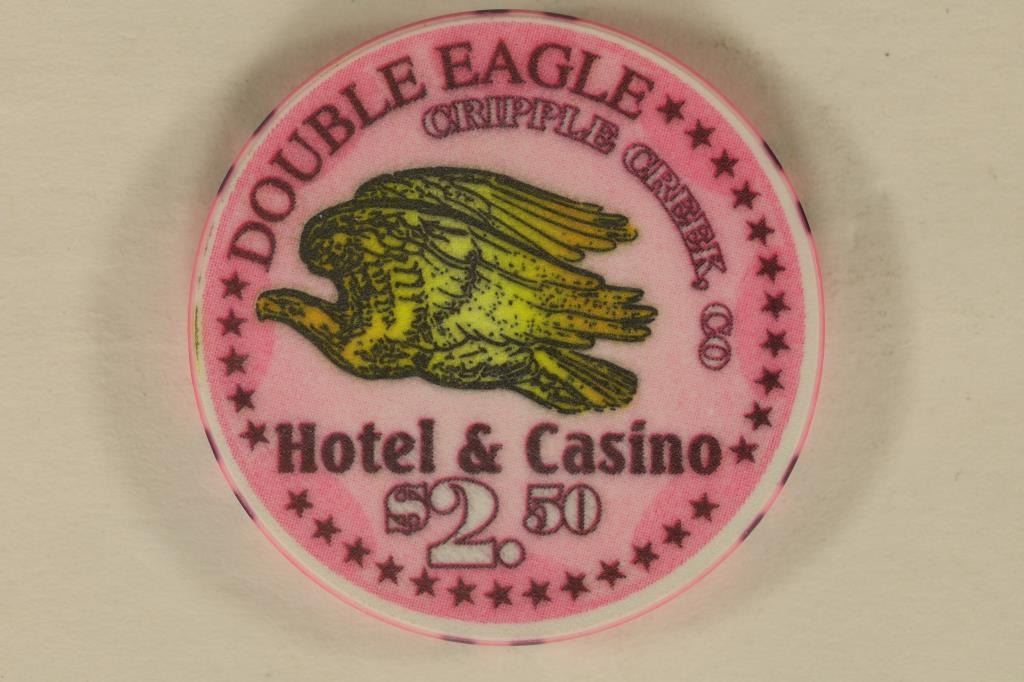 DOUBLE EAGLE
CRIPPLE CREEK, CO
Hotel & Casino
$2.50